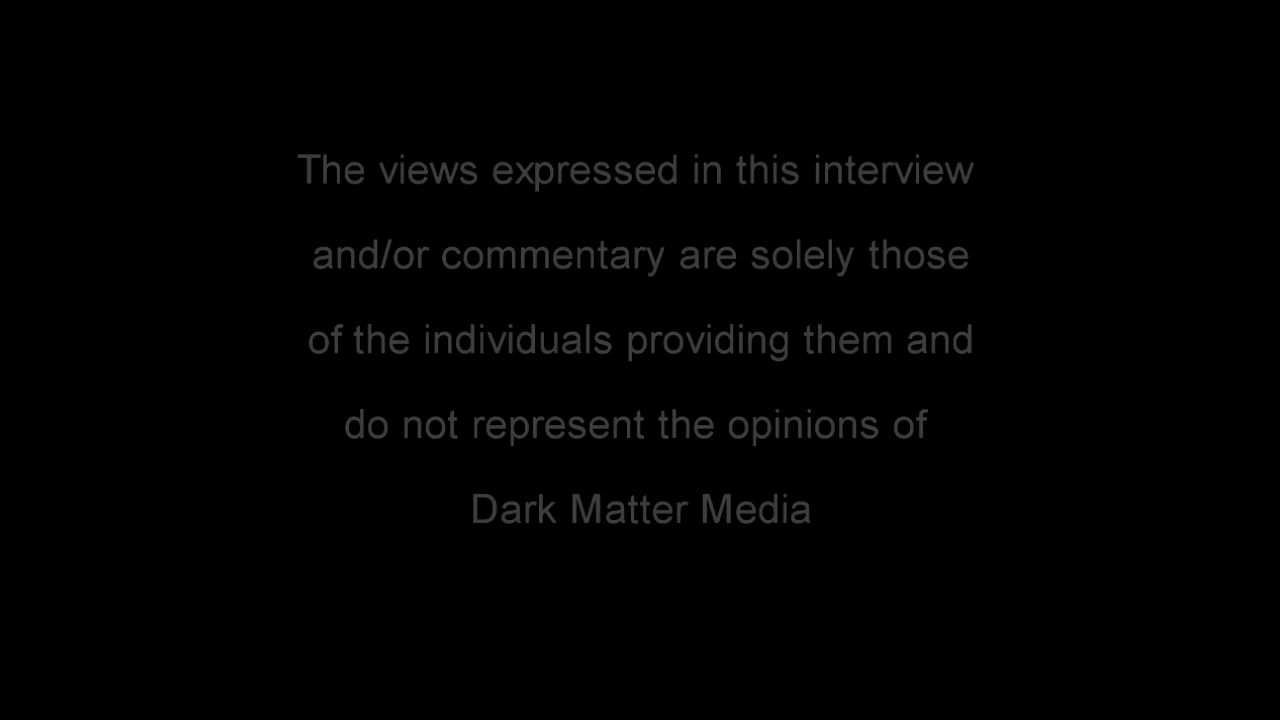 The views expressed in this interview
and/or commentary are solely those
of the individuals providing them and
do not represent the opinions of
Dark Matter Media